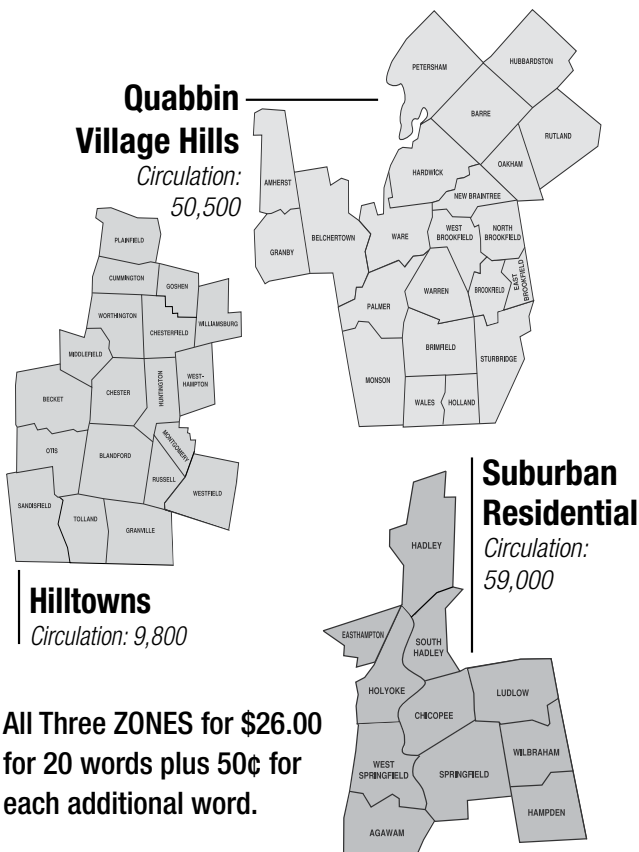 Quabbin
Village Hills
Circulation:
50,500
PETERSHAM
HUBBARDSTON
BARRE
RUTLAND
OAKHAM
HARDWICK
NEW BRAINTREE
AMHERST
GRANBY
BELCHERTOWN
WARE
WEST
BROOKFIELD
NORTH
BROOKFIELD
EAST
BROOKFIELD
BROOKFIELD
WARREN
PALMER
BRIMFIELD
STURBRIDGE
MONSON
WALES
HOLLAND
PLAINFIELD
CUMMINGTON
GOSHEN
WORTHINGTON
CHESTERFIELD
WILLIAMSBURG
MIDDLEFIELD
BECKET
CHESTER
HUNTINGTON
WEST-
HAMPTON
OTIS
BLANDFORD
MONTGOMERY
RUSSELL
WESTFIELD
SANDISFIELD
TOLLAND
GRANVILLE
Hilltowns
Circulation: 9,800
Suburban
Residential
Circulation:
59,000
HADLEY
EASTHAMPTON
SOUTH
HADLEY
HOLYOKE
CHICOPEE
LUDLOW
WEST
SPRINGFIELD
SPRINGFIELD
WILBRAHAM
HAMPDEN
AGAWAM
All Three ZONES for $26.00
for 20 words plus 50¢ for
each additional word.